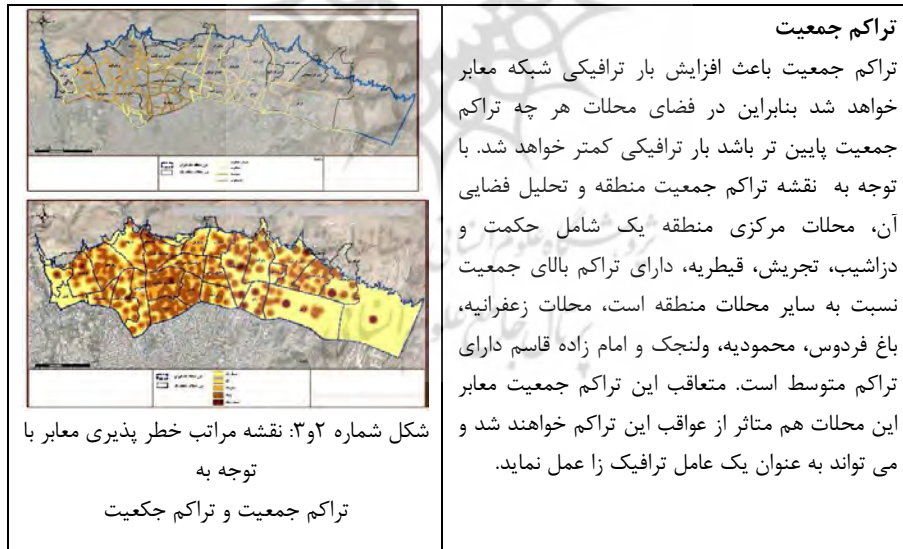 تراکم جمعیت
تراکم جمعیت باعث افزایش بار ترافیکی شبکه معابر
خواهد شد بنابراین در فضای محلات هر چه تراکم
جمعیت پایین تر باشد بار ترافیکی کمتر خواهد شد. با
توجه به نقشه تراکم جمعیت منطقه و تحلیل فضایی
آن، محلات مرکزی منطقه یک شامل حکمت و
دزاشیب، تجریش، قیطریه، دارای تراکم بالای جمعیت
نسبت به سایر محلات منطقه است، محلات زعفرانیه،
باغ فردوس، محمودیه، ولنجک و امام زاده قاسم دارای
تراکم متوسط است. متعاقب این تراکم جمعیت معابر
این محلات هم متاثر از عواقب این تراکم خواهند شد و
می تواند به عنوان یک عامل ترافیک زا عمل نماید.
شکل شماره ۲و۳: نقشه مراتب خطر پذیری معابر با
توجه به
تراکم جمعیت و تراکم جکعیت